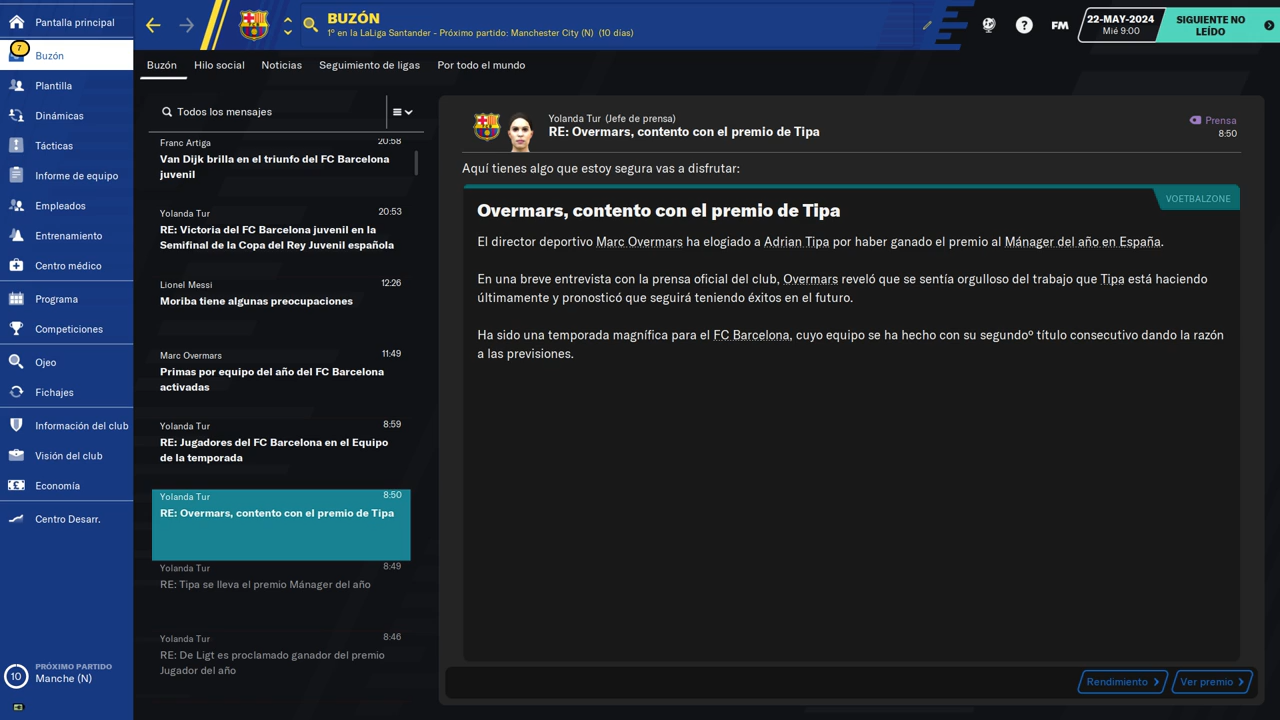 Pantalla principal
7
Buzón
Plantilla
Dinámicas
Tácticas
Informe de equipo
Empleados
Entrenamiento
Centro médico
Programa
Competiciones
Ojeo
Fichajes
Información del club
Visión del club
Economía
Centro Desarr.
10
PRÓXIMO PARTIDO
Manche (N)
BUZÓN
1º en la LaLiga Santander - Próximo partido: Manchester City (N) (10 días)
FM
22-MAY-2024
Mié 9:00
SIGUIENTE NO
LEÍDO
Buzón Hilo social Noticias Seguimiento de ligas Por todo el mundo
Todos los mensajes
Franc Artiga 20:58
Van Dijk brilla en el triunfo del FC Barcelona
juvenil
Yolanda Tur 20:53
RE: Victoria del FC Barcelona juvenil en la
Semifinal de la Copa del Rey Juvenil española
Lionel Messi 12:26
Moriba tiene algunas preocupaciones
Marc Overmars 11:49
Primas por equipo del año del FC Barcelona
activadas
Yolanda Tur 8:59
RE: Jugadores del FC Barcelona en el Equipo
de la temporada
Yolanda Tur 8:50
RE: Overmars, contento con el premio de Tipa
Yolanda Tur 8:49
RE: Tipa se lleva el premio Mánager del año
Yolanda Tur 8:46
RE: De Ligt es proclamado ganador del premio
Jugador del año
Yolanda Tur (Jefe de prensa)
RE: Overmars, contento con el premio de Tipa
Prensa
8:50
Aquí tienes algo que estoy segura vas a disfrutar:
VOETBALZONE
Overmars, contento con el premio de Tipa
El director deportivo Marc Overmars ha elogiado a Adrian Tipa por haber ganado el premio al Mánager del año en España.
En una breve entrevista con la prensa oficial del club, Overmars reveló que se sentía orgulloso del trabajo que Tipa está haciendo
últimamente y pronosticó que seguirá teniendo éxitos en el futuro.
Ha sido una temporada magnífica para el FC Barcelona, cuyo equipo se ha hecho con su segundoº título consecutivo dando la razón
a las previsiones.
Rendimiento
Ver premio